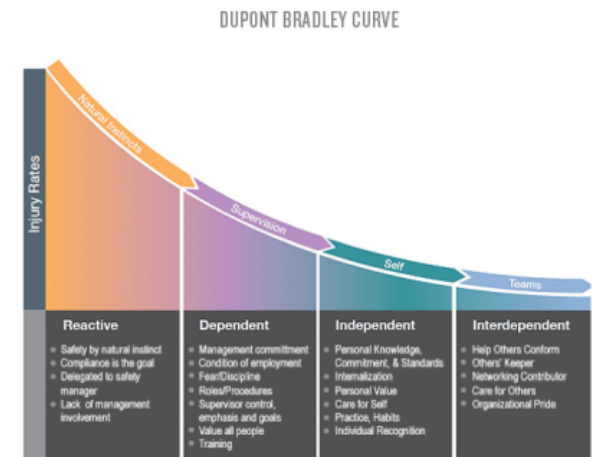 DUPONT BRADLEY CURVE
Injury Rates
Natural Instincts
Supervision
Self
Teams
Reactive
Safety by natural instinct
Compliance is the goal
Delegated to safety
manager
Lack of management
involvement
Dependent
Management committment
Condition of employment
Fear/Discipline
Roles/Procedures
Supervisor control,
emphasis and goals
Value all people
Training
Independent
Personal Knowledge,
Commitment, & Standards
Internalization
Personal Value
Care for Self
Practice, Habits
Individual Recognition
Interdependent
Help Others Conform
Others' Keeper
Networking Contributor
Care for Others
Organizational Pride